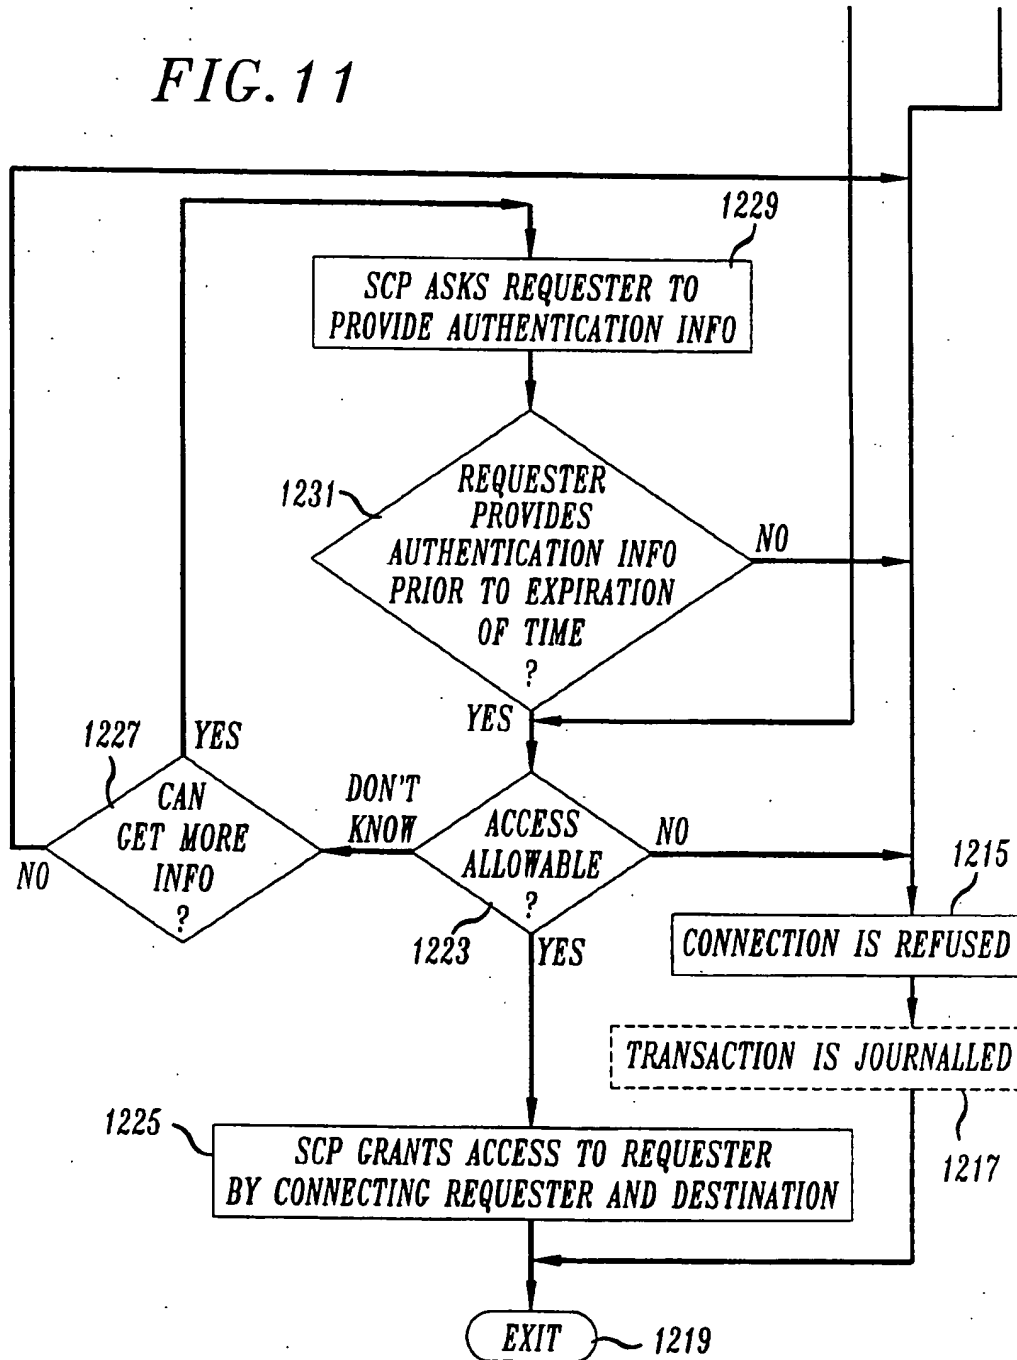 FIG. 11
1229
SCP ASKS REQUESTER TO
PROVIDE AUTHENTICATION INFO
1231
REQUESTER
PROVIDES
AUTHENTICATION INFO
PRIOR TO EXPIRATION
OF TIME
?
NO
YES
1227
YES
CAN
GET MORE
INFO
?
NO
DON'T
KNOW
ACCESS
ALLOWABLE
?
NO
1223
YES
1215
CONNECTION IS REFUSED
TRANSACTION IS JOURNALLED
1217
1225
SCP GRANTS ACCESS TO REQUESTER
BY CONNECTING REQUESTER AND DESTINATION
EXIT
1219